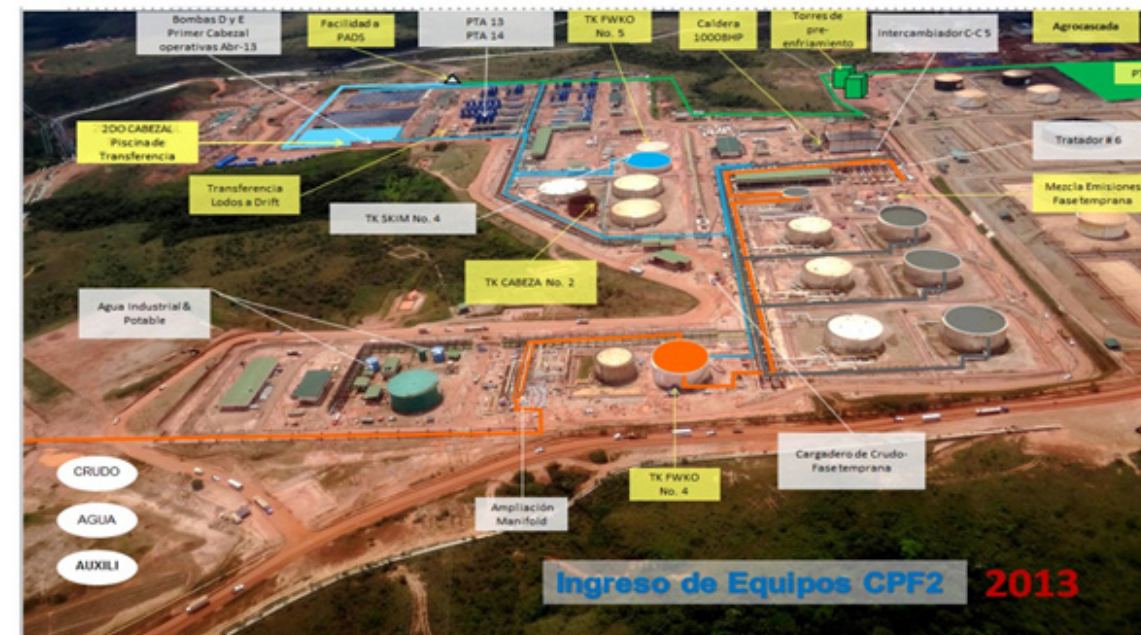 Bombas D y E
Primer Cabezal
operativas Abr-13
Facilidad a
PAD5
PTA 13
PTA 14
TK FWKO
No. 5
Caldera
1000BHP
Torres de
pre-
enfriamiento
Intercambiador C-C 5
Agrocascada
2DO CABEZAL
Piscina de
Transferencia
Tratador # 6
Transferencia
Lodos a Drift
Mezcla Emisiones
Fase temprana
TK SKIM No. 4
TK CABEZA No. 2
Agua Industrial &
Potable
Cargadero de Crudo-
Fase temprana
CRUDO
TK FWKO
No. 4
AGUA
Ampliación
Manifold
AUXILI
Ingreso de Equipos CPF2 2013